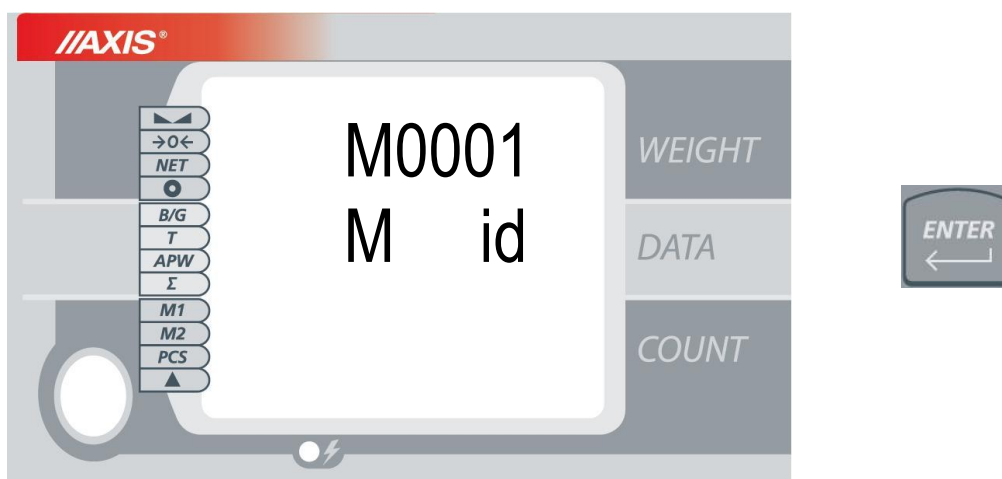 //AXIS®
M0001
M id
→0←
NET
B/G
T
APW
Σ
M1
M2
PCS
WEIGHT
DATA
COUNT
ENTER